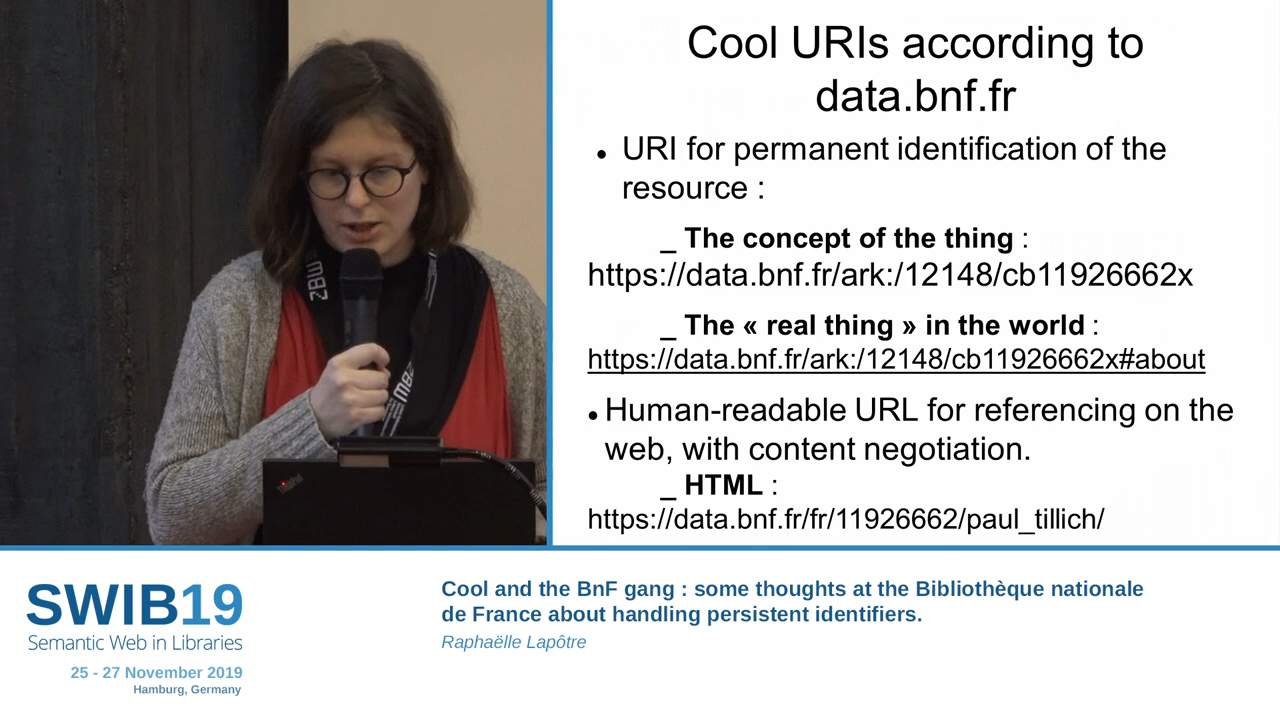 Cool URIs according to
data.bnf.fr
• URI for permanent identification of the
resource :
_ The concept of the thing :
https://data.bnf.fr/ark:/12148/cb11926662x
_ The « real thing » in the world :
https://data.bnf.fr/ark:/12148/cb11926662x#about
• Human-readable URL for referencing on the
web, with content negotiation.
_ HTML :
https://data.bnf.fr/fr/11926662/paul_tillich/
ZBW
ZBW
ThinkPad
SWIB19
Semantic Web in Libraries
25 - 27 November 2019
Hamburg, Germany
Cool and the BnF gang : some thoughts at the Bibliothèque nationale
de France about handling persistent identifiers.
Raphaëlle Lapôtre